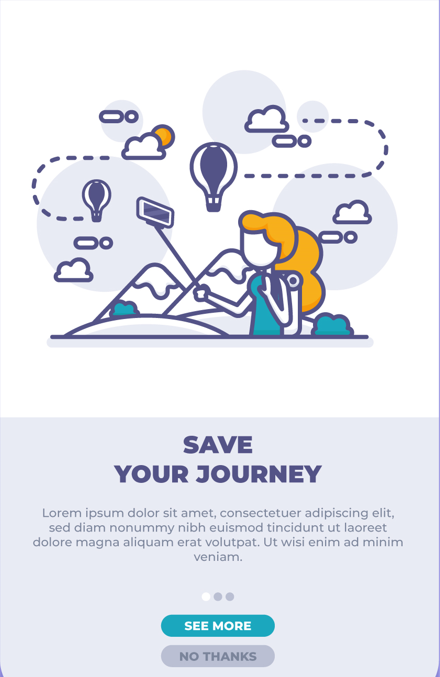 SAVE
YOUR JOURNEY
Lorem ipsum dolor sit amet, consectetuer adipiscing elit,
sed diam nonummy nibh euismod tincidunt ut laoreet
dolore magna aliquam erat volutpat. Ut wisi enim ad minim
veniam.
SEE MORE
NO THANKS